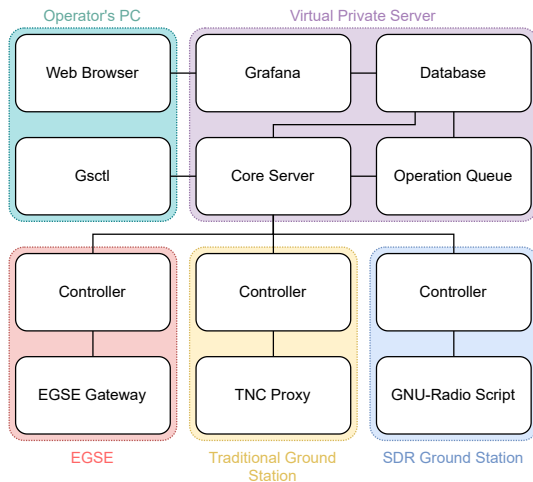 Operator's PC
Virtual Private Server
Web Browser
Grafana
Database
Gsctl
Core Server
Operation Queue
Controller
Controller
Controller
EGSE Gateway
TNC Proxy
GNU-Radio Script
EGSE
Traditional Ground
Station
SDR Ground Station